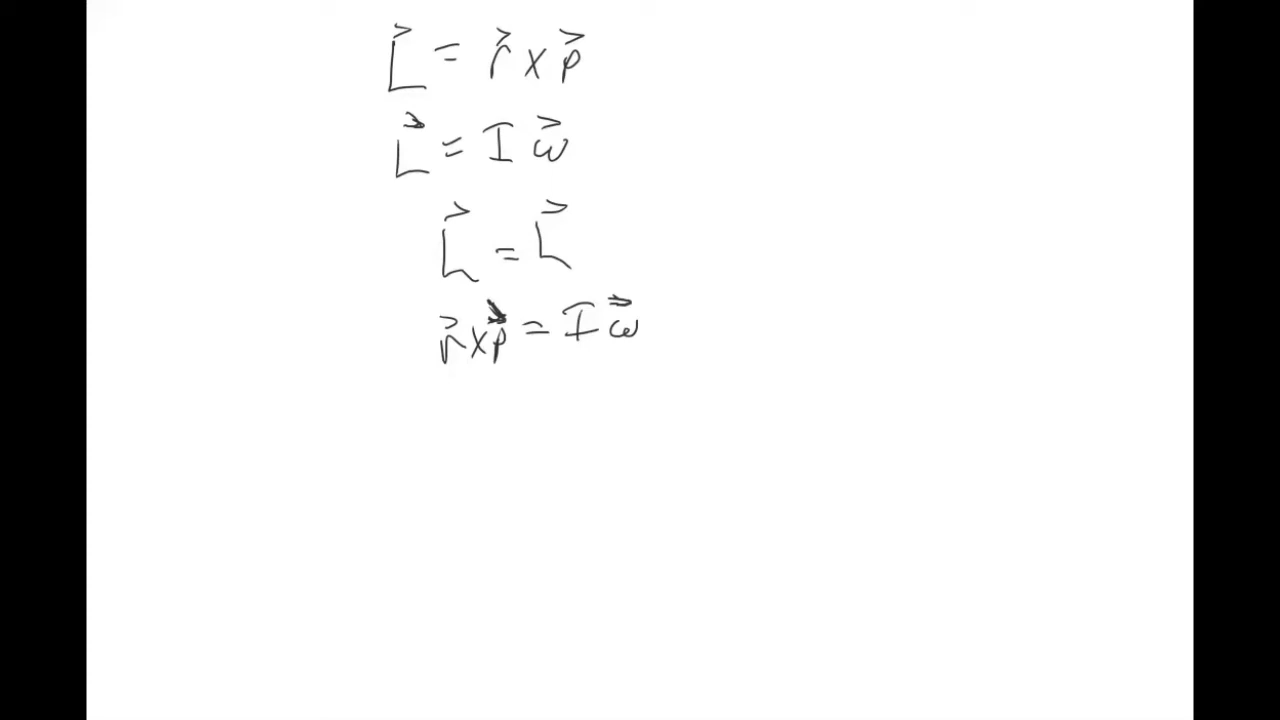 L⃗ = r⃗ x p⃗
L⃗ = I ω⃗
L⃗ = L⃗
r⃗ x p⃗ = I ω⃗